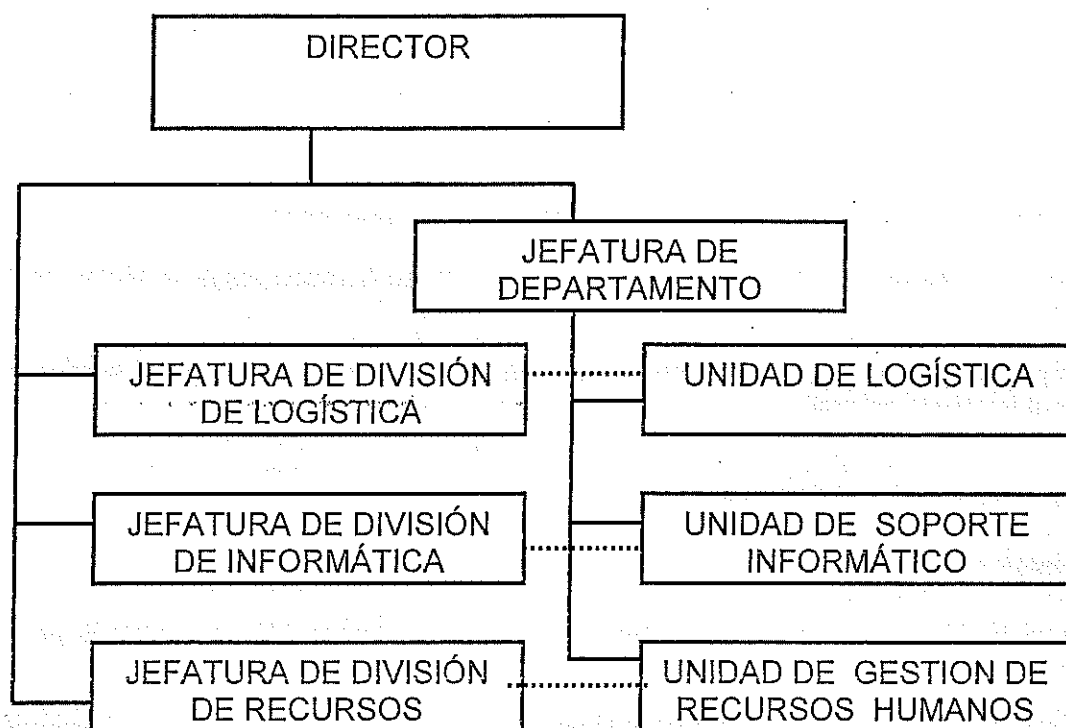 DIRECTOR
JEFATURA DE
DEPARTAMENTO
JEFATURA DE DIVISIÓN
DE LOGÍSTICA
UNIDAD DE LOGÍSTICA
JEFATURA DE DIVISIÓN
DE INFORMÁTICA
UNIDAD DE SOPORTE
INFORMÁTICO
JEFATURA DE DIVISIÓN
DE RECURSOS
UNIDAD DE GESTION DE
RECURSOS HUMANOS